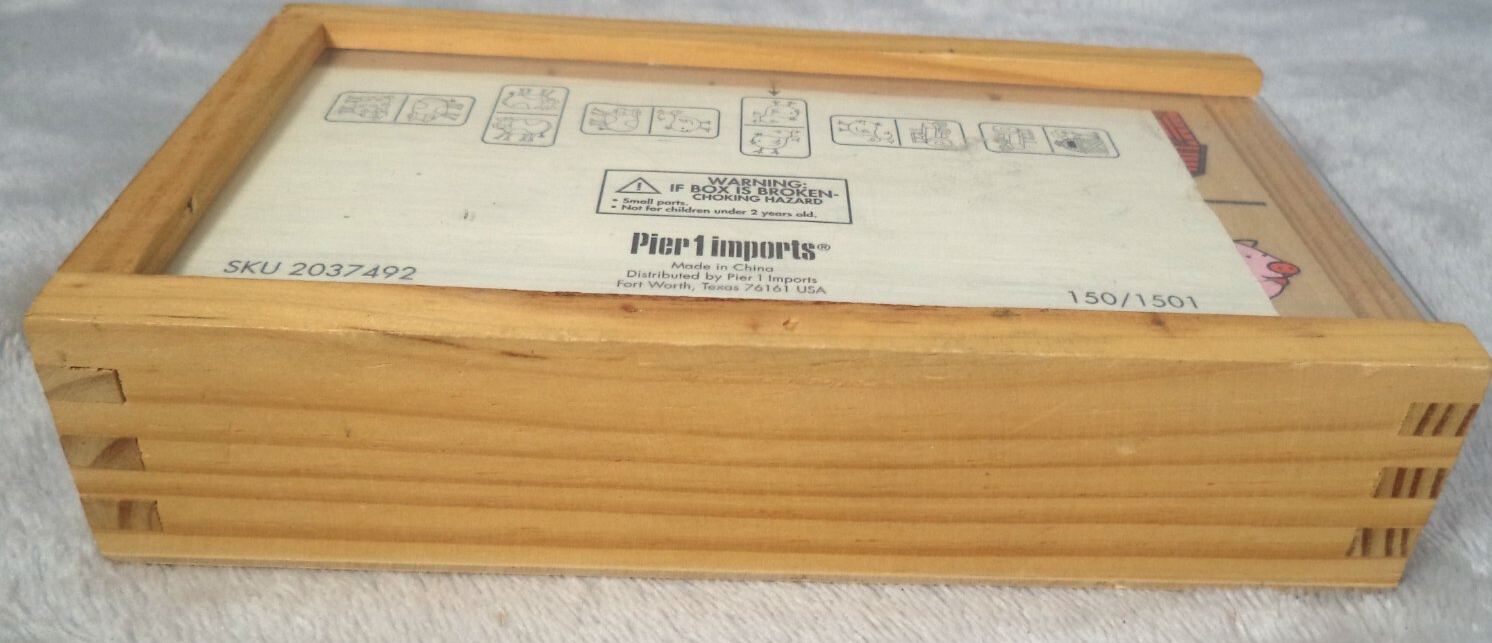 WARNING:
IF BOX IS BROKEN-
CHOKING HAZARD
• Small parts.
• Not for children under 2 years old.
Pier 1 imports®
Made in China
Distributed by Pier 1 Imports
Fort Worth, Texas 76161 USA
SKU 2037492
150/1501